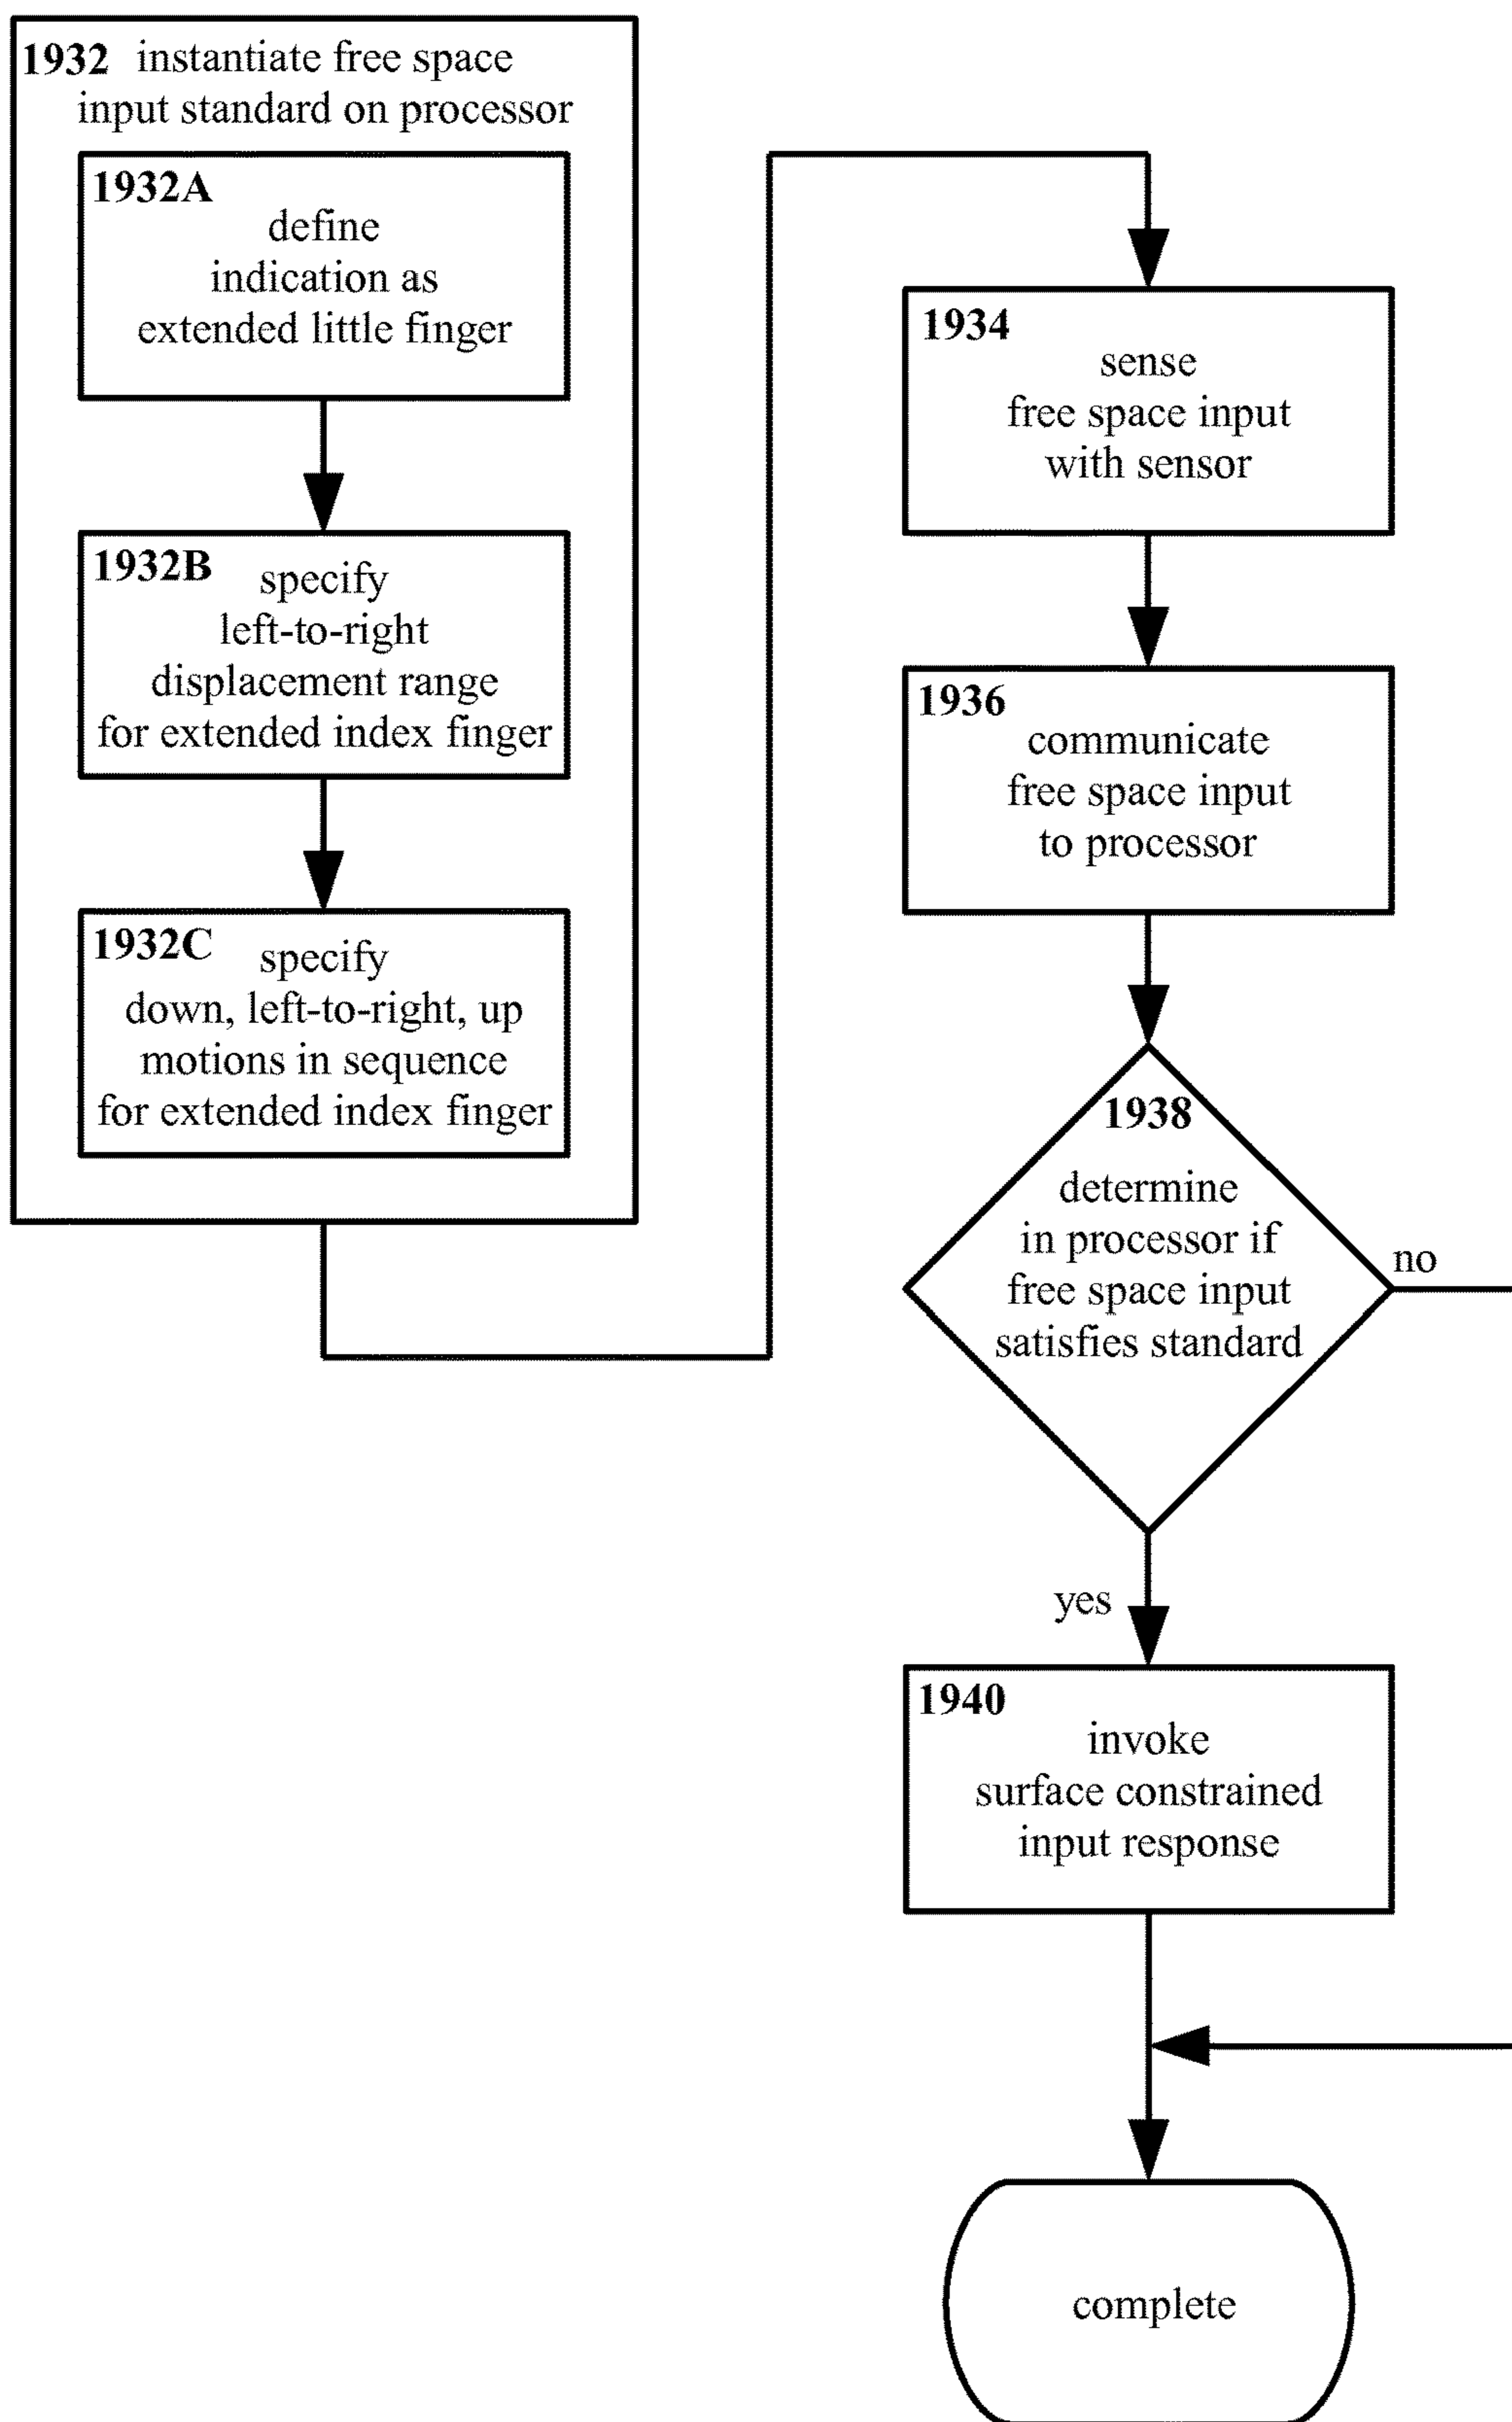 1932 instantiate free space
input standard on processor
1932A
define
indication as
extended little finger
1932B specify
left-to-right
displacement range
for extended index finger
1932C specify
down, left-to-right, up
motions in sequence
for extended index finger
1934
sense
free space input
with sensor
1936
communicate
free space input
to processor
1938
determine
in processor if
free space input
satisfies standard
no
yes
1940
invoke
surface constrained
input response
complete